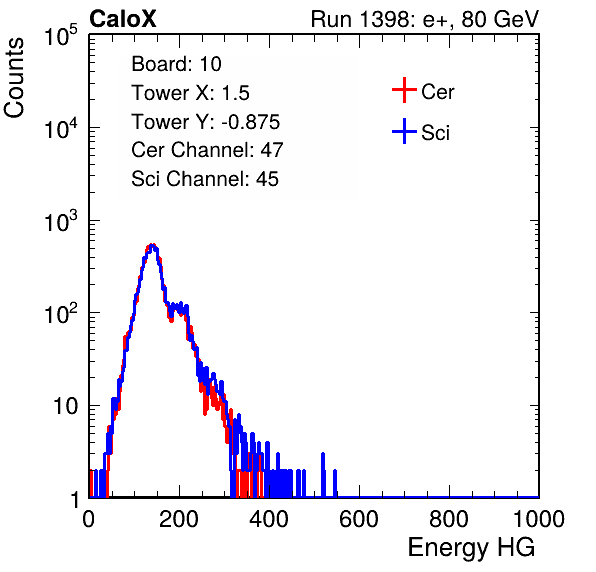 CaloX Run 1398: e+, 80 GeV
Counts
Board: 10
Tower X: 1.5
Tower Y: -0.875
Cer Channel: 47
Sci Channel: 45
Cer
Sci
10^5
10^4
10^3
10^2
10
1
0 200 400 600 800 1000
Energy HG